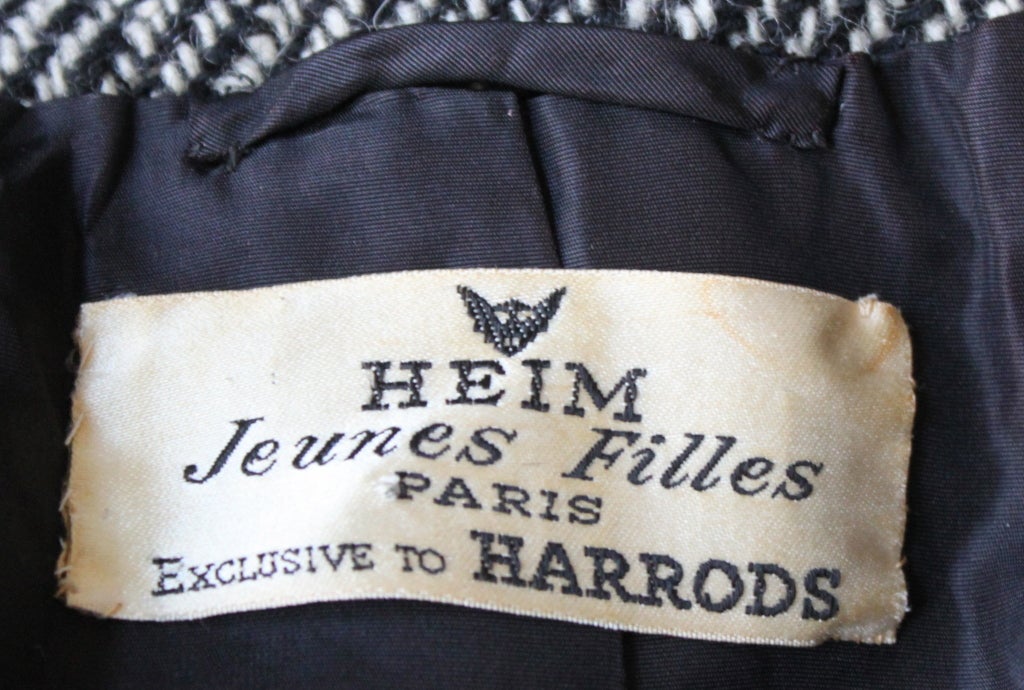 HEIM
Jeunes Filles
PARIS
EXCLUSIVE TO HARRODS